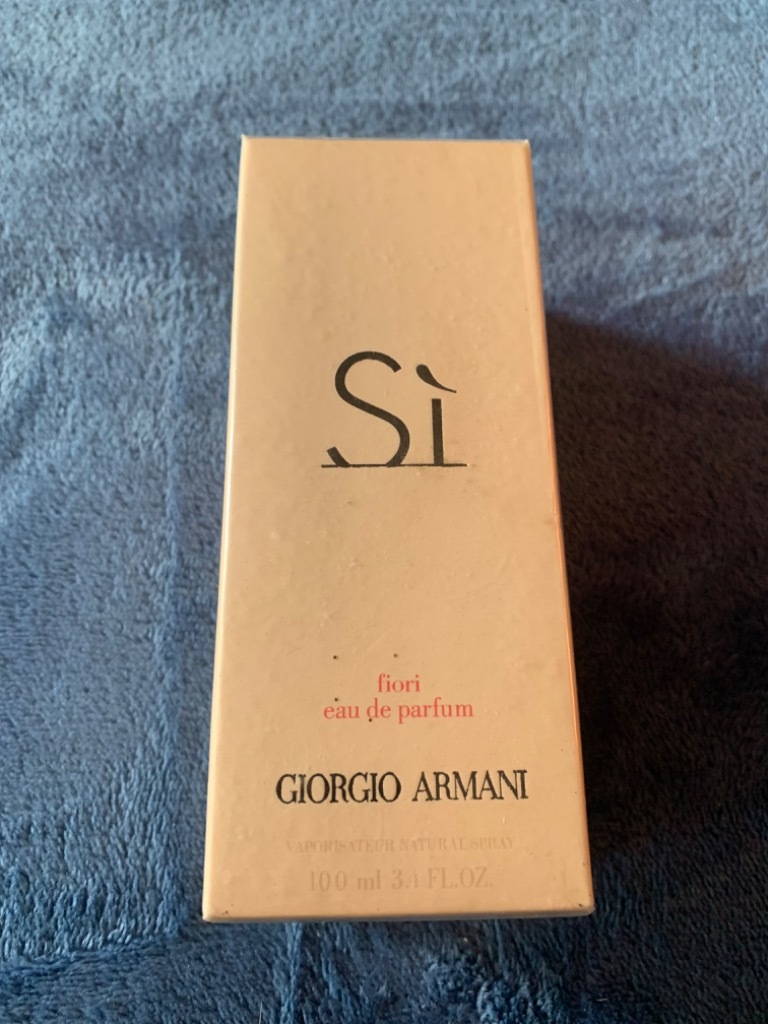 Sì
fiori
eau de parfum
GIORGIO ARMANI
VAPORISATEUR NATURAL SPRAY
100 ml 3.4 FL.OZ.